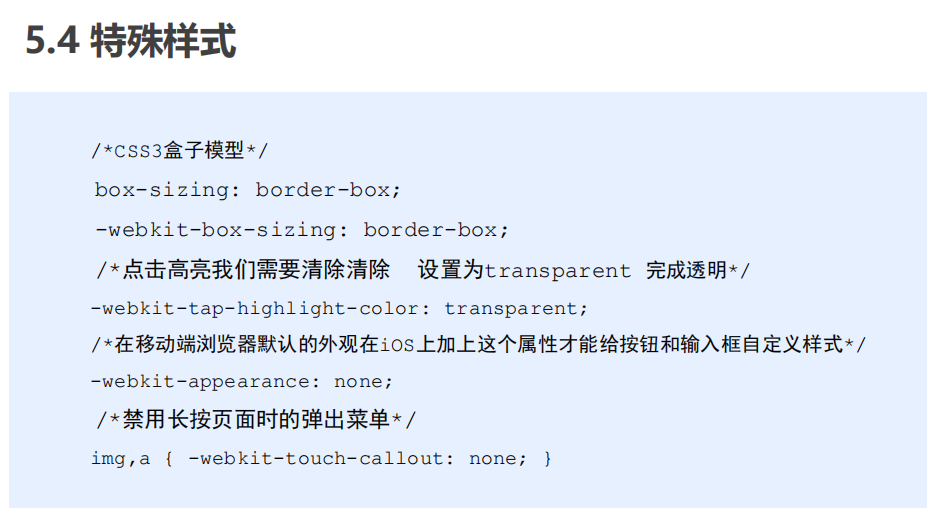 5.4 特殊样式
/*CSS3盒子模型*/
box-sizing: border-box;
-webkit-box-sizing: border-box;
/*点击高亮我们需要清除清除 设置为transparent 完成透明*/
-webkit-tap-highlight-color: transparent;
/*在移动端浏览器默认的外观在iOS上加上这个属性才能给按钮和输入框自定义样式*/
-webkit-appearance: none;
/*禁用长按页面时的弹出菜单*/
img,a { -webkit-touch-callout: none; }